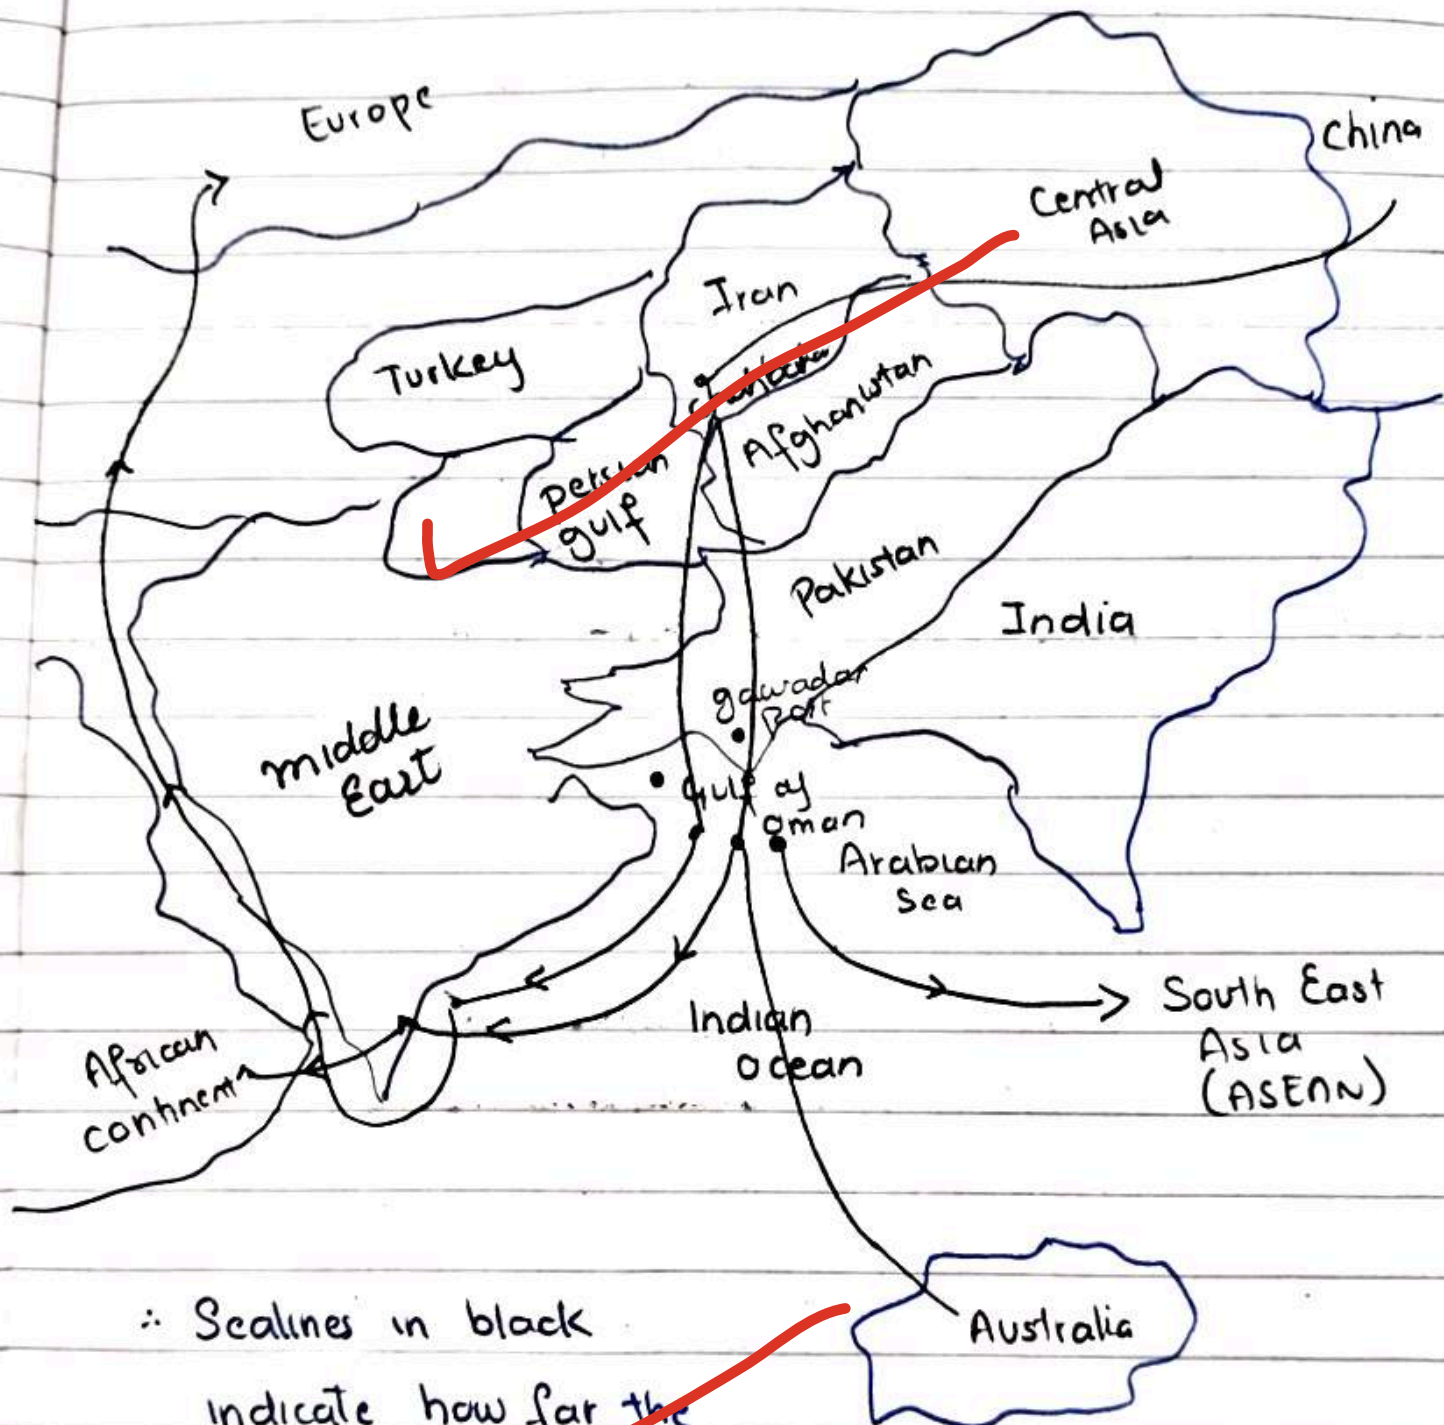 Europe
China
Central
Asia
Iran
Turkey
Afghanistan
Persian
gulf
Pakistan
India
gawadar
Port
middle
East
Gulf of
Oman
Arabian
Sea
South East
Asia
(ASEAN)
Indian
Ocean
African
continent
Australia
∴ Sealines in black
indicate how far the